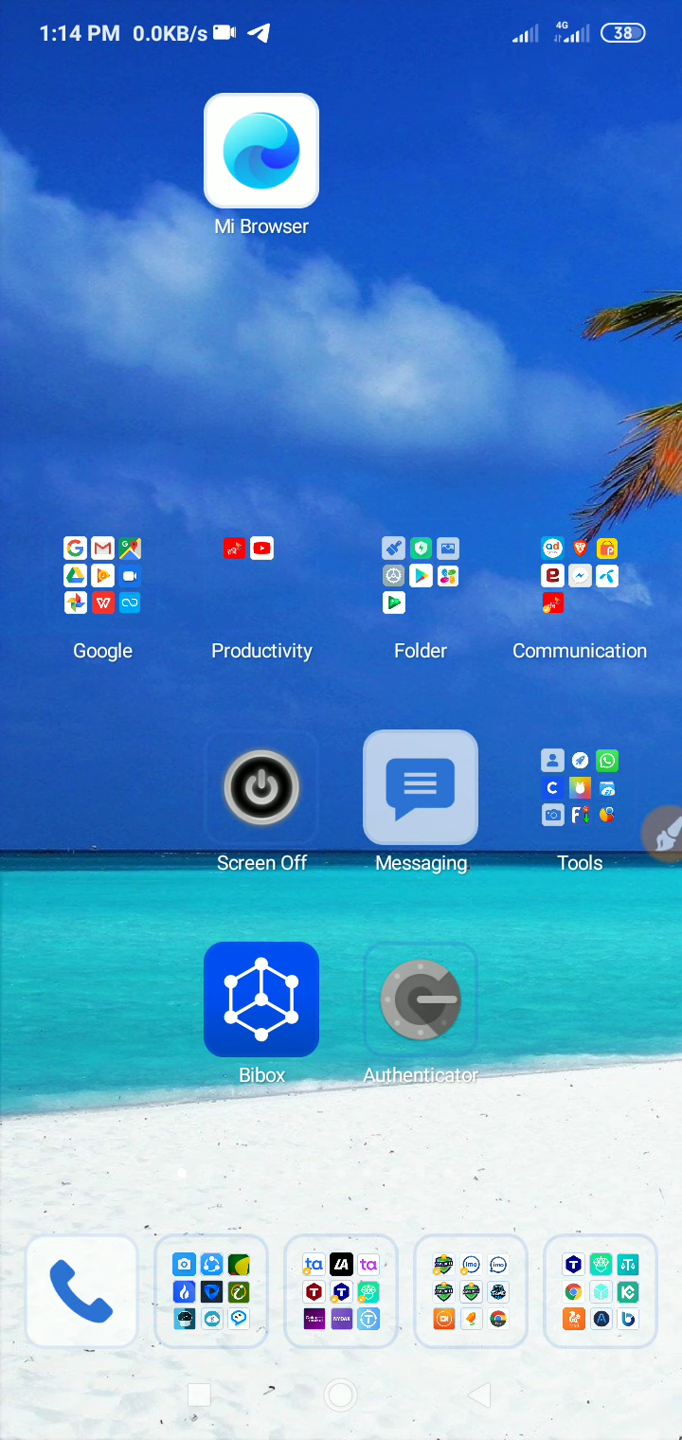 1:14 PM 0.0KB/s 4G 38
Mi Browser
Google Productivity Folder Communication
Screen Off Messaging Tools
Bibox Authenticator